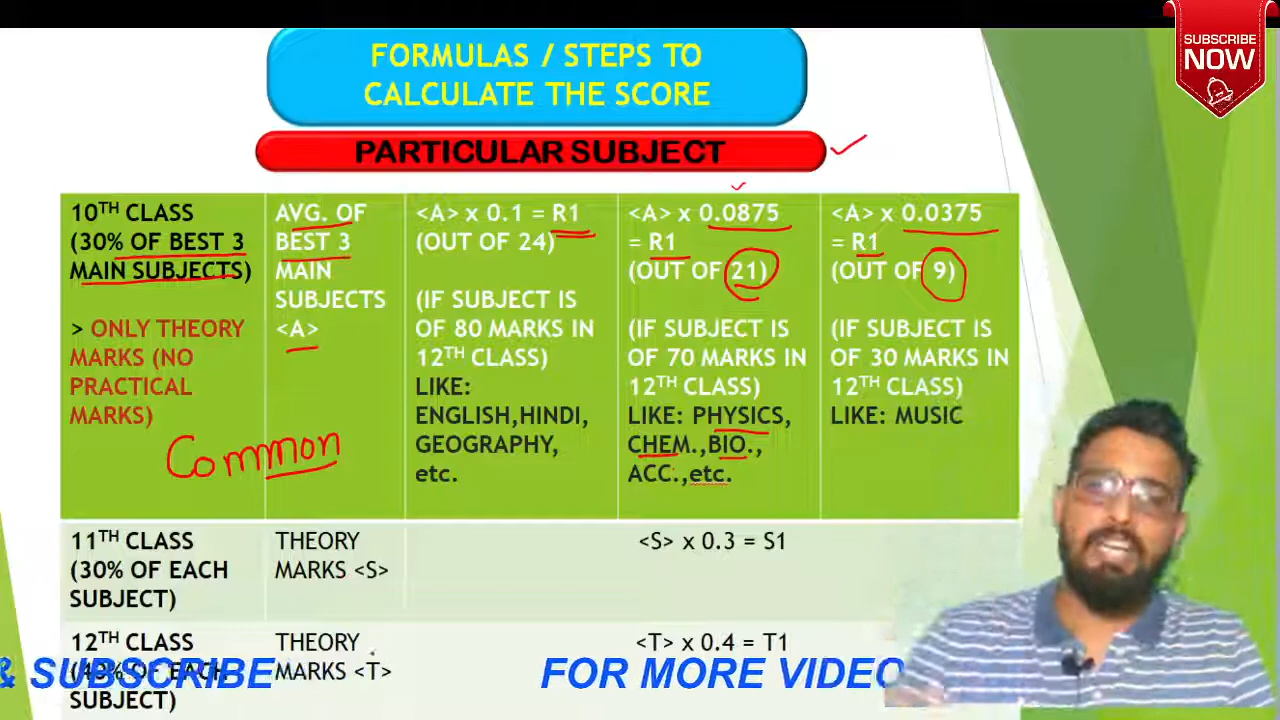 SUBSCRIBE
NOW
FORMULAS / STEPS TO
CALCULATE THE SCORE
PARTICULAR SUBJECT
10TH CLASS
(30% OF BEST 3
MAIN SUBJECTS)
> ONLY THEORY
MARKS (NO
PRACTICAL
MARKS)
Common
AVG. OF
BEST 3
MAIN
SUBJECTS
<A>
<A> x 0.1 = R1
(OUT OF 24)
(IF SUBJECT IS
OF 80 MARKS IN
12TH CLASS)
LIKE:
ENGLISH,HINDI,
GEOGRAPHY,
etc.
<A> x 0.0875
= R1
(OUT OF 21)
(IF SUBJECT IS
OF 70 MARKS IN
12TH CLASS)
LIKE: PHYSICS,
CHEM.,BIO.,
ACC.,etc.
<A> x 0.0375
= R1
(OUT OF 9)
(IF SUBJECT IS
OF 30 MARKS IN
12TH CLASS)
LIKE: MUSIC
11TH CLASS
(30% OF EACH
SUBJECT)
THEORY
MARKS <S>
<S> x 0.3 = S1
12TH CLASS
(40% OF EACH
SUBJECT)
THEORY
MARKS <T>
<T> x 0.4 = T1
& SUBSCRIBE FOR MORE VIDEO